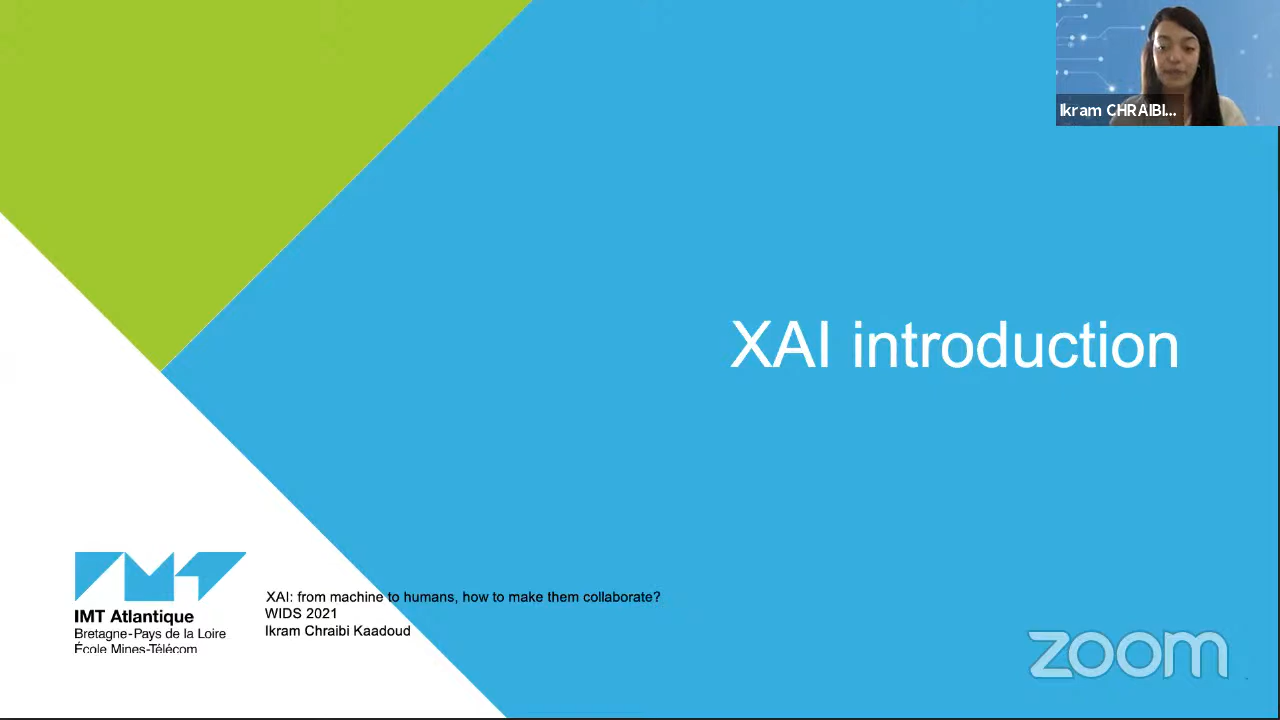 Ikram CHRAIBI...
XAI introduction
IMT Atlantique
Bretagne-Pays de la Loire
École Mines-Télécom
XAI: from machine to humans, how to make them collaborate?
WIDS 2021
Ikram Chraibi Kaadoud
zoom